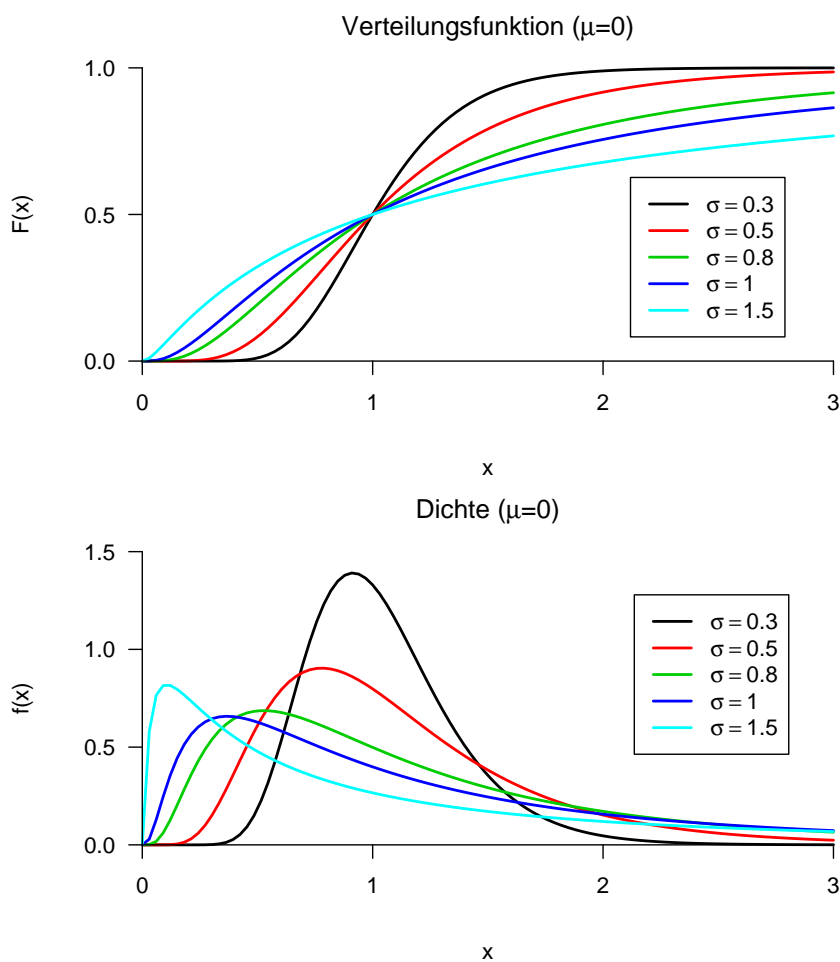 Verteilungsfunktion (μ=0)
F(x)
1.0
0.5
0.0
σ = 0.3
σ = 0.5
σ = 0.8
σ = 1
σ = 1.5
0 1 2 3
x
Dichte (μ=0)
f(x)
1.5
1.0
0.5
0.0
σ = 0.3
σ = 0.5
σ = 0.8
σ = 1
σ = 1.5
0 1 2 3
x